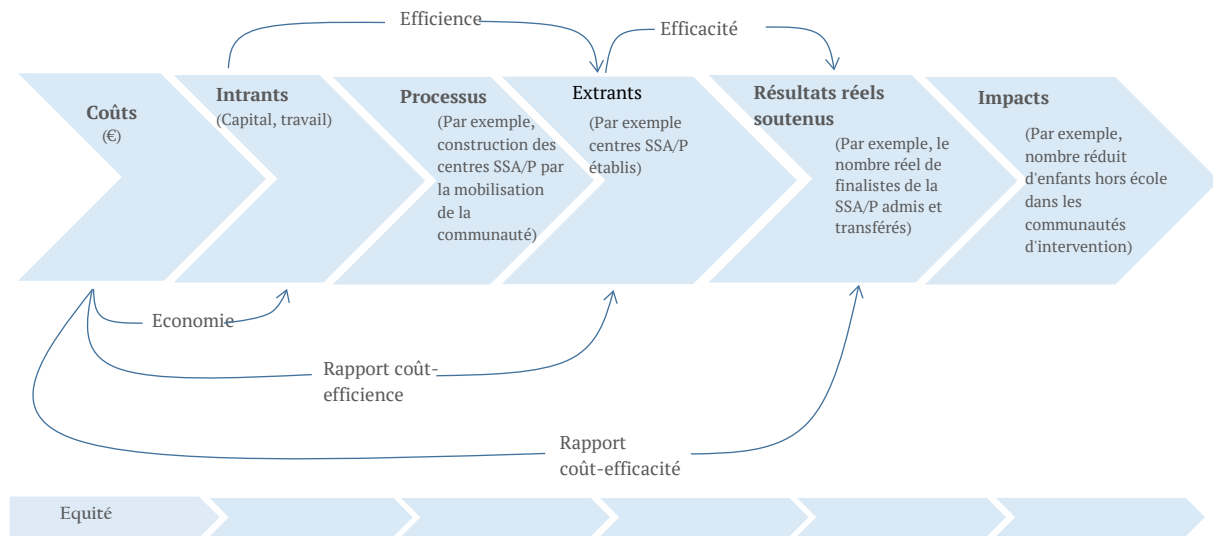 Efficience
Efficacité
Coûts
(€)
Intrants
(Capital, travail)
Processus
(Par exemple,
construction des
centres SSA/P par
la mobilisation
de la
communauté)
Extrants
(Par exemple
centres SSA/P
établis)
Résultats réels
soutenus
(Par exemple, le
nombre réel de
finalistes de la
SSA/P admis et
transférés)
Impacts
(Par exemple,
nombre réduit
d'enfants hors école
dans les
communautés
d'intervention)
Economie
Rapport coût-
efficience
Rapport
coût-efficacité
Equité